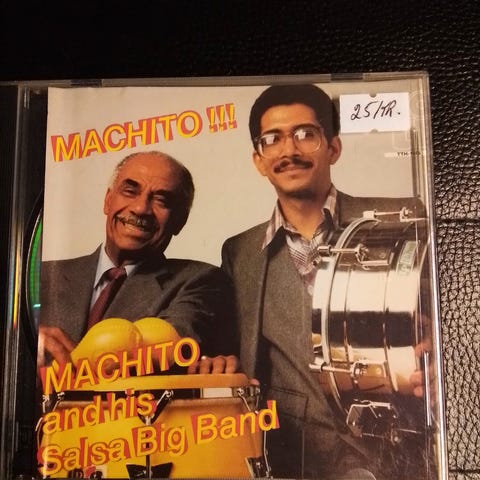 MACHITO !!!
25/KR.
MACHITO
and his
Salsa Big Band